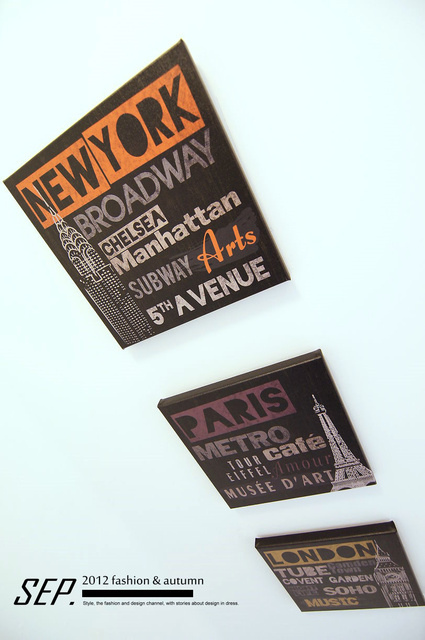 NEW YORK
BROADWAY
CHELSEA
Manhattan
SUBWAY Arts
5TH AVENUE
PARIS
METRO café
TOUR
EIFFEL Amour
MUSÉE D'ART
LONDON
TUBE Camden
Town
COVENT GARDEN
SOHO
MUSIC
SEP.
2012 fashion & autumn
Style, the fashion and design channel, with stories about design in dress.